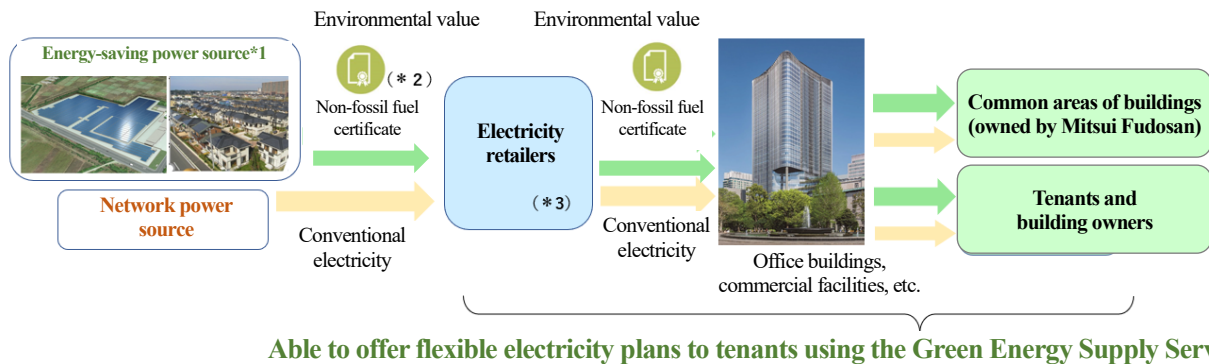 Environmental value
Environmental value
Energy-saving power source*1
(*2)
Non-fossil fuel
certificate
Non-fossil fuel
certificate
Electricity
retailers
(*3)
Common areas of buildings
(owned by Mitsui Fudosan)
Network power
source
Tenants and
building owners
Conventional
electricity
Conventional
electricity
Office buildings,
commercial facilities, etc.
Able to offer flexible electricity plans to tenants using the Green Energy Supply Serv